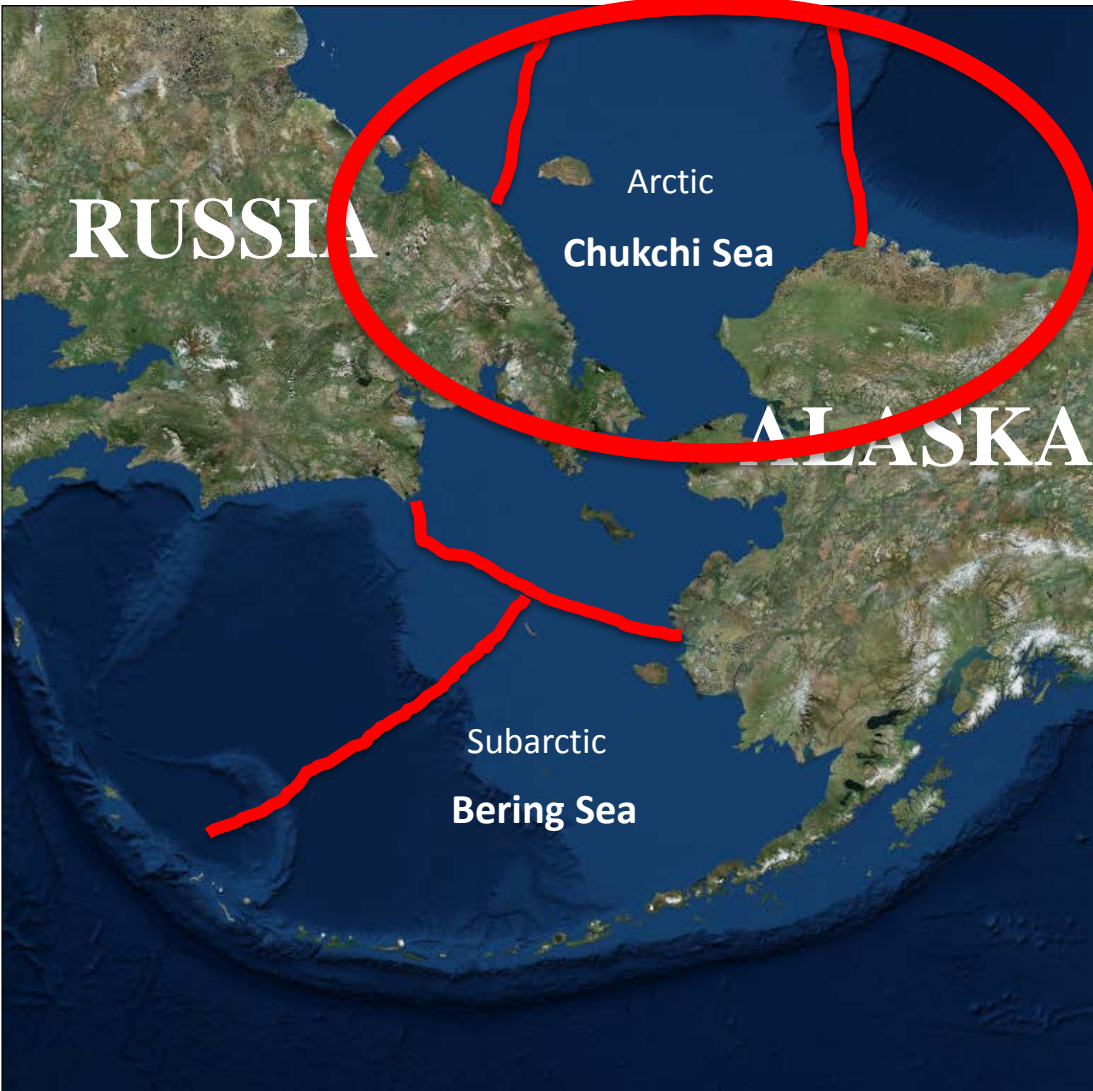 Arctic
RUSSIA
Chukchi Sea
ALASKA
Subarctic
Bering Sea